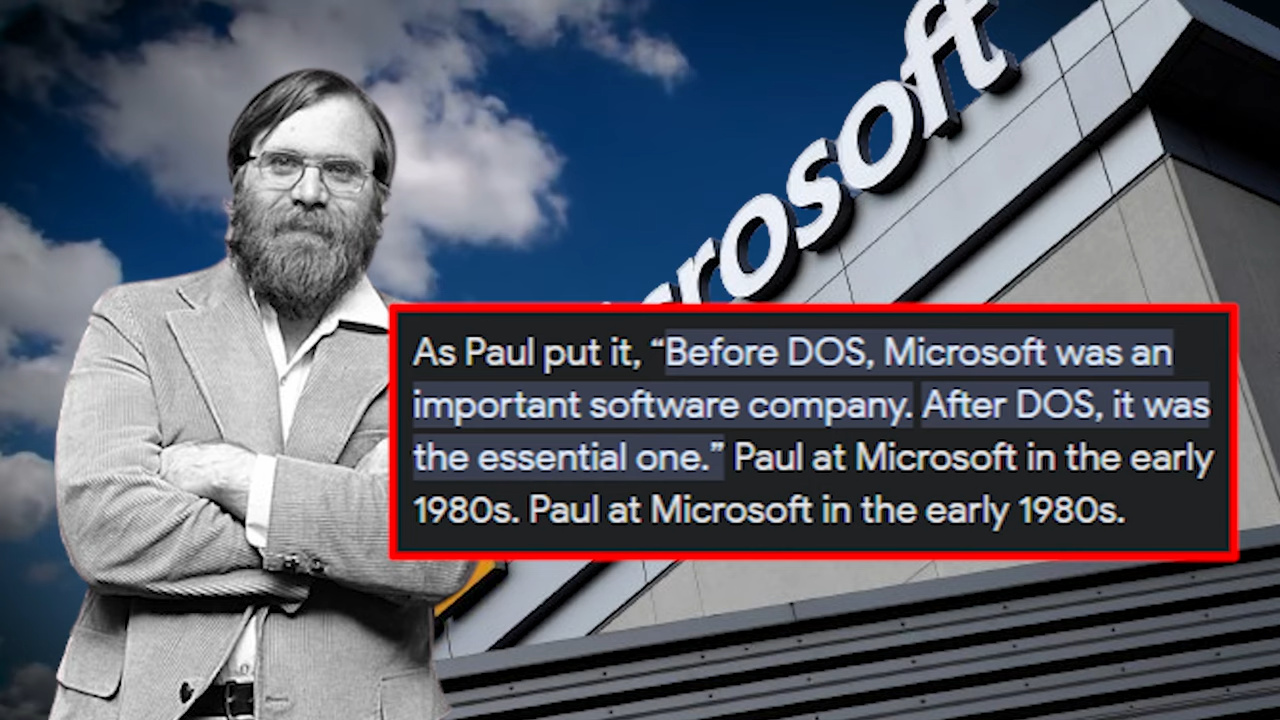 crosoft
As Paul put it, “Before DOS, Microsoft was an
important software company. After DOS, it was
the essential one.” Paul at Microsoft in the early
1980s. Paul at Microsoft in the early 1980s.